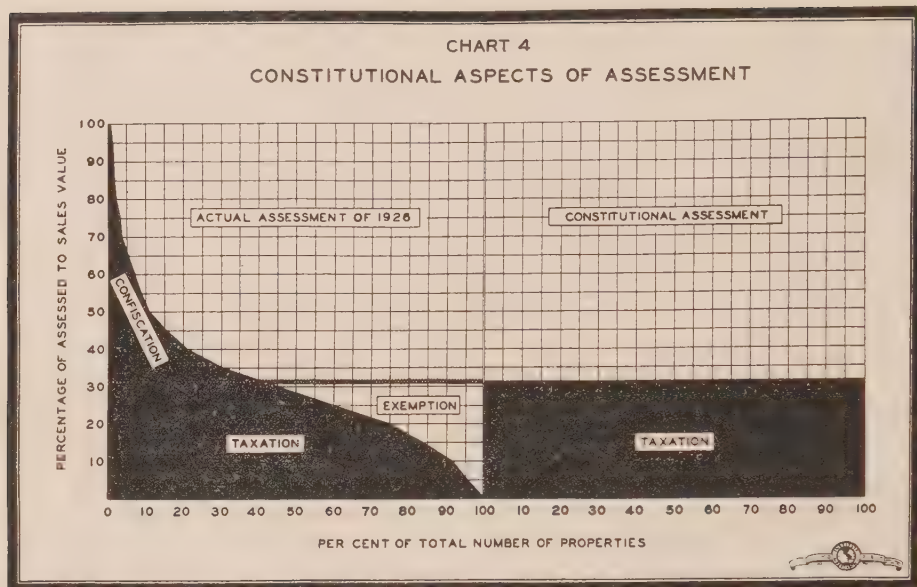 CHART 4
CONSTITUTIONAL ASPECTS OF ASSESSMENT
PERCENTAGE OF ASSESSED TO SALES VALUE
100
90
80
70
60
50
40
30
20
10
ACTUAL ASSESSMENT OF 1926
CONSTITUTIONAL ASSESSMENT
CONFISCATION
EXEMPTION
TAXATION
TAXATION
0 10 20 30 40 50 60 70 80 90 100 10 20 30 40 50 60 70 80 90 100
PER CENT OF TOTAL NUMBER OF PROPERTIES